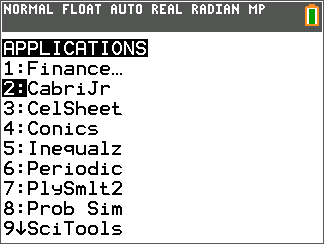 NORMAL FLOAT AUTO REAL RADIAN MP
APPLICATIONS
1:Finance…
2:CabriJr
3:CelSheet
4:Conics
5:Inequalz
6:Periodic
7:PlySmlt2
8:Prob Sim
9↓SciTools